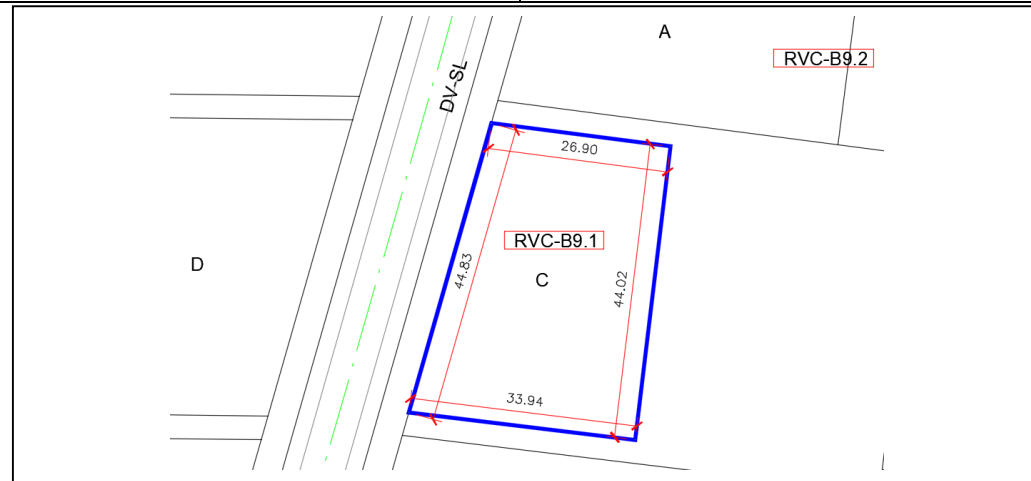 A
RVC-B9.2
DV-SL
26.90
RVC-B9.1
D
C
44.83
44.02
33.94